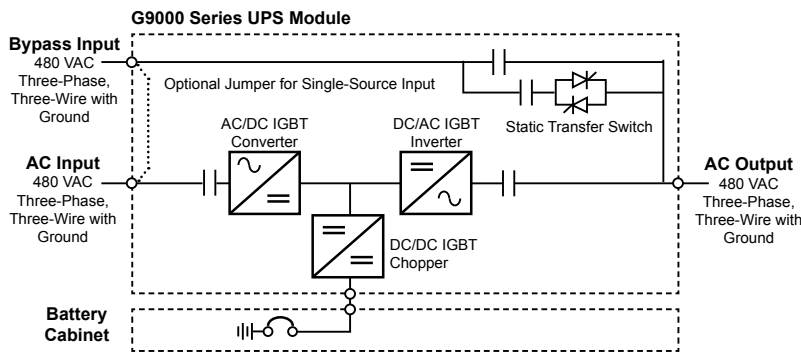 G9000 Series UPS Module
Bypass Input
480 VAC
Three-Phase,
Three-Wire with
Ground
Optional Jumper for Single-Source Input
Static Transfer Switch
AC/DC IGBT
Converter
DC/AC IGBT
Inverter
AC Input
480 VAC
Three-Phase,
Three-Wire with
Ground
AC Output
480 VAC
Three-Phase,
Three-Wire with
Ground
DC/DC IGBT
Chopper
Battery
Cabinet